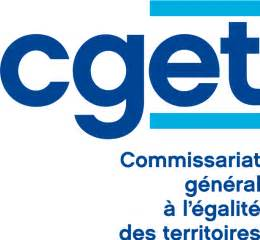 cget
Commissariat
général
à l'égalité
des territoires